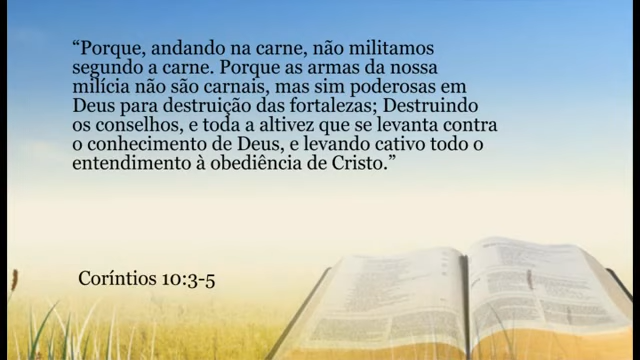 “Porque, andando na carne, não militamos
segundo a carne. Porque as armas da nossa
milícia não são carnais, mas sim poderosas em
Deus para destruição das fortalezas; Destruindo
os conselhos, e toda a altivez que se levanta contra
o conhecimento de Deus, e levando cativo todo o
entendimento à obediência de Cristo.”
Coríntios 10:3-5